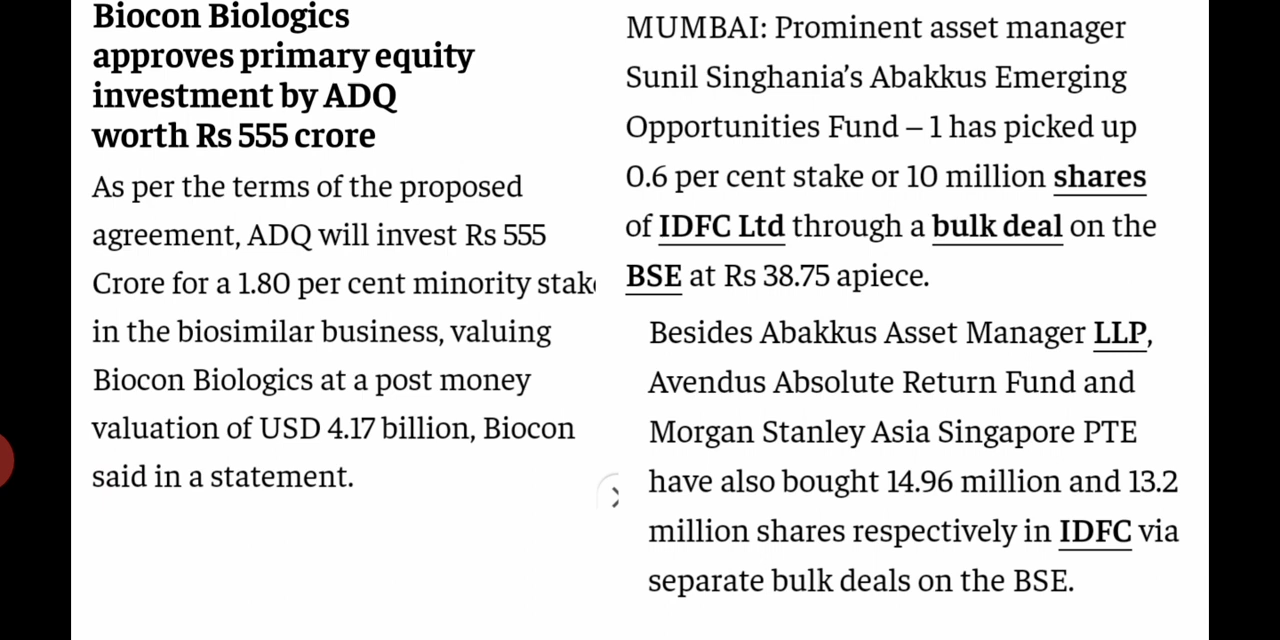 Biocon Biologics
approves primary equity
investment by ADQ
worth Rs 555 crore
As per the terms of the proposed
agreement, ADQ will invest Rs 555
Crore for a 1.80 per cent minority stake
in the biosimilar business, valuing
Biocon Biologics at a post money
valuation of USD 4.17 billion, Biocon
said in a statement.
MUMBAI: Prominent asset manager
Sunil Singhania’s Abakkus Emerging
Opportunities Fund – 1 has picked up
0.6 per cent stake or 10 million shares
of IDFC Ltd through a bulk deal on the
BSE at Rs 38.75 apiece.
Besides Abakkus Asset Manager LLP,
Avendus Absolute Return Fund and
Morgan Stanley Asia Singapore PTE
have also bought 14.96 million and 13.2
million shares respectively in IDFC via
separate bulk deals on the BSE.